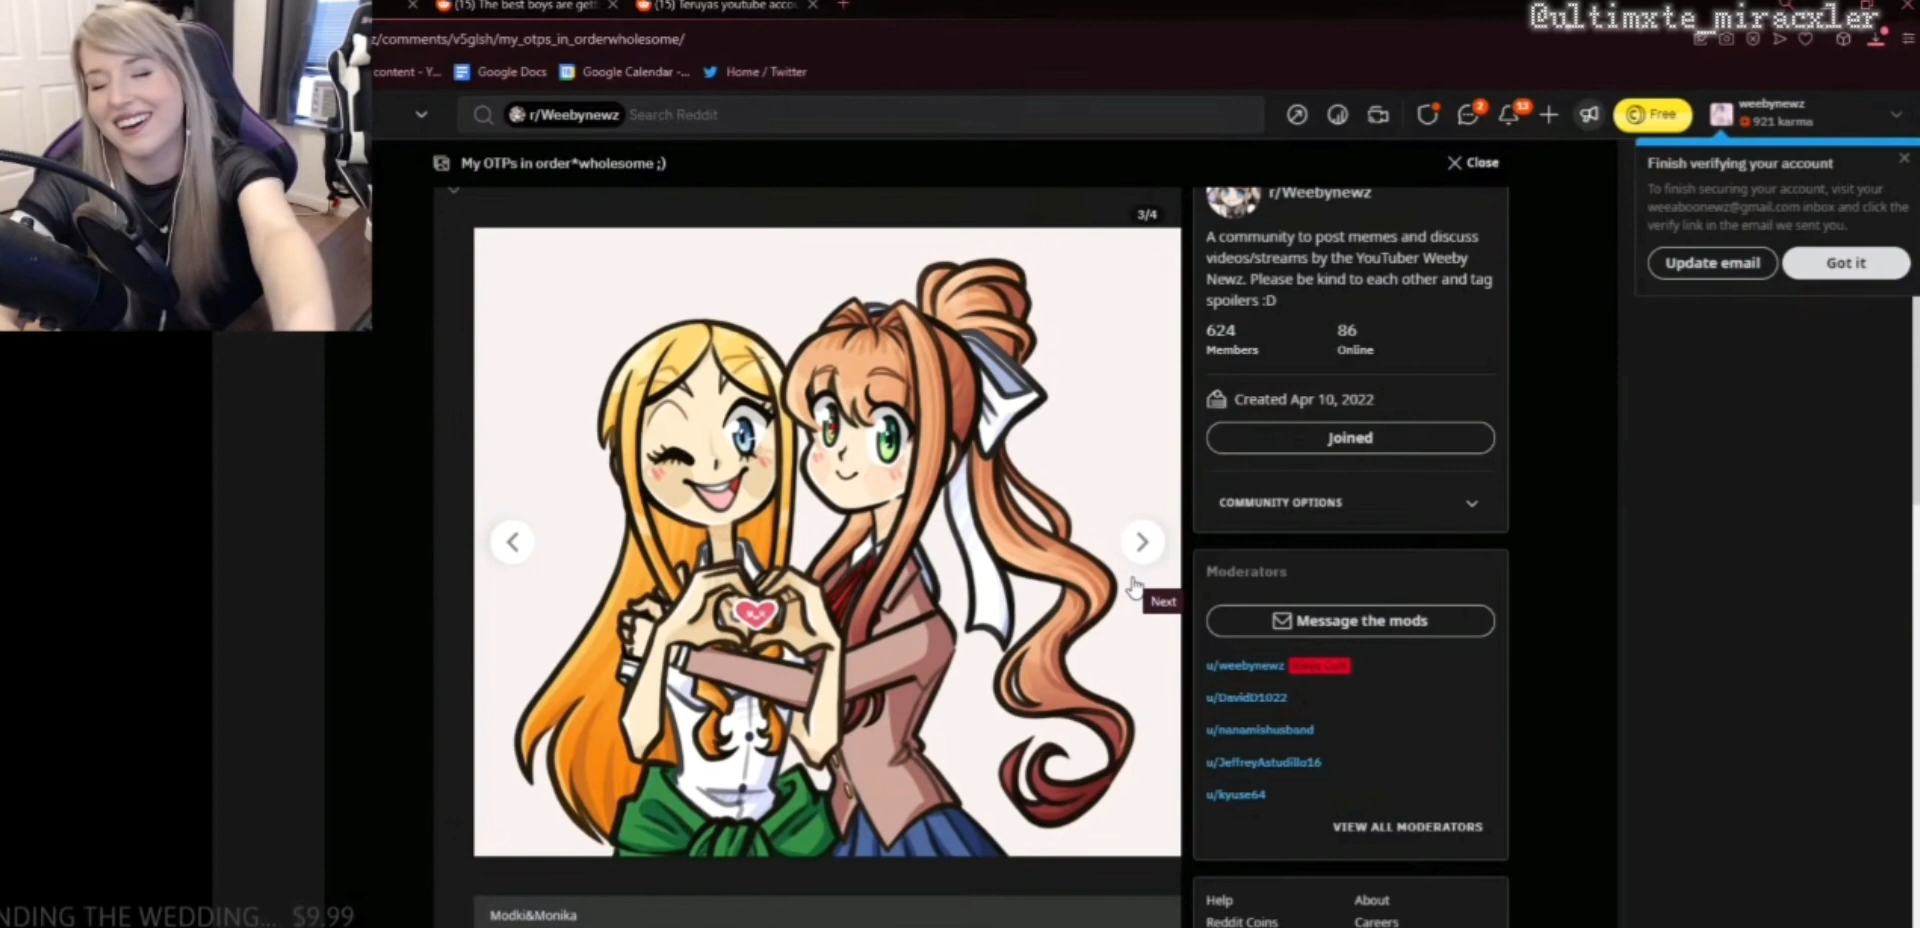 (15) The best boys are gett
(15) Teruyas youtube acco
@ultimxte_miracxler
z/comments/v5glsh/my_otps_in_orderwholesome/
content - Y...
Google Docs
Google Calendar -...
Home / Twitter
r/Weebynewz
Search Reddit
2
13
Free
weebynewz
921 karma
My OTPs in order*wholesome ;)
Close
3/4
r/Weebynewz
A community to post memes and discuss
videos/streams by the YouTuber Weeby
Newz. Please be kind to each other and tag
spoilers :D
624
86
Members
Online
Created Apr 10, 2022
Joined
COMMUNITY OPTIONS
Moderators
Message the mods
u/weebynewz
u/DavidD1022
u/nanamishusband
u/JeffreyAstudillo16
u/kyuse64
VIEW ALL MODERATORS
Help
About
Reddit Coins
Careers
Finish verifying your account
To finish securing your account, visit your
weeaboonewz@gmail.com inbox and click the
verify link in the email we sent you.
Update email
Got it
Next
Modki&Monika
NDING THE WEDDING... $9,99